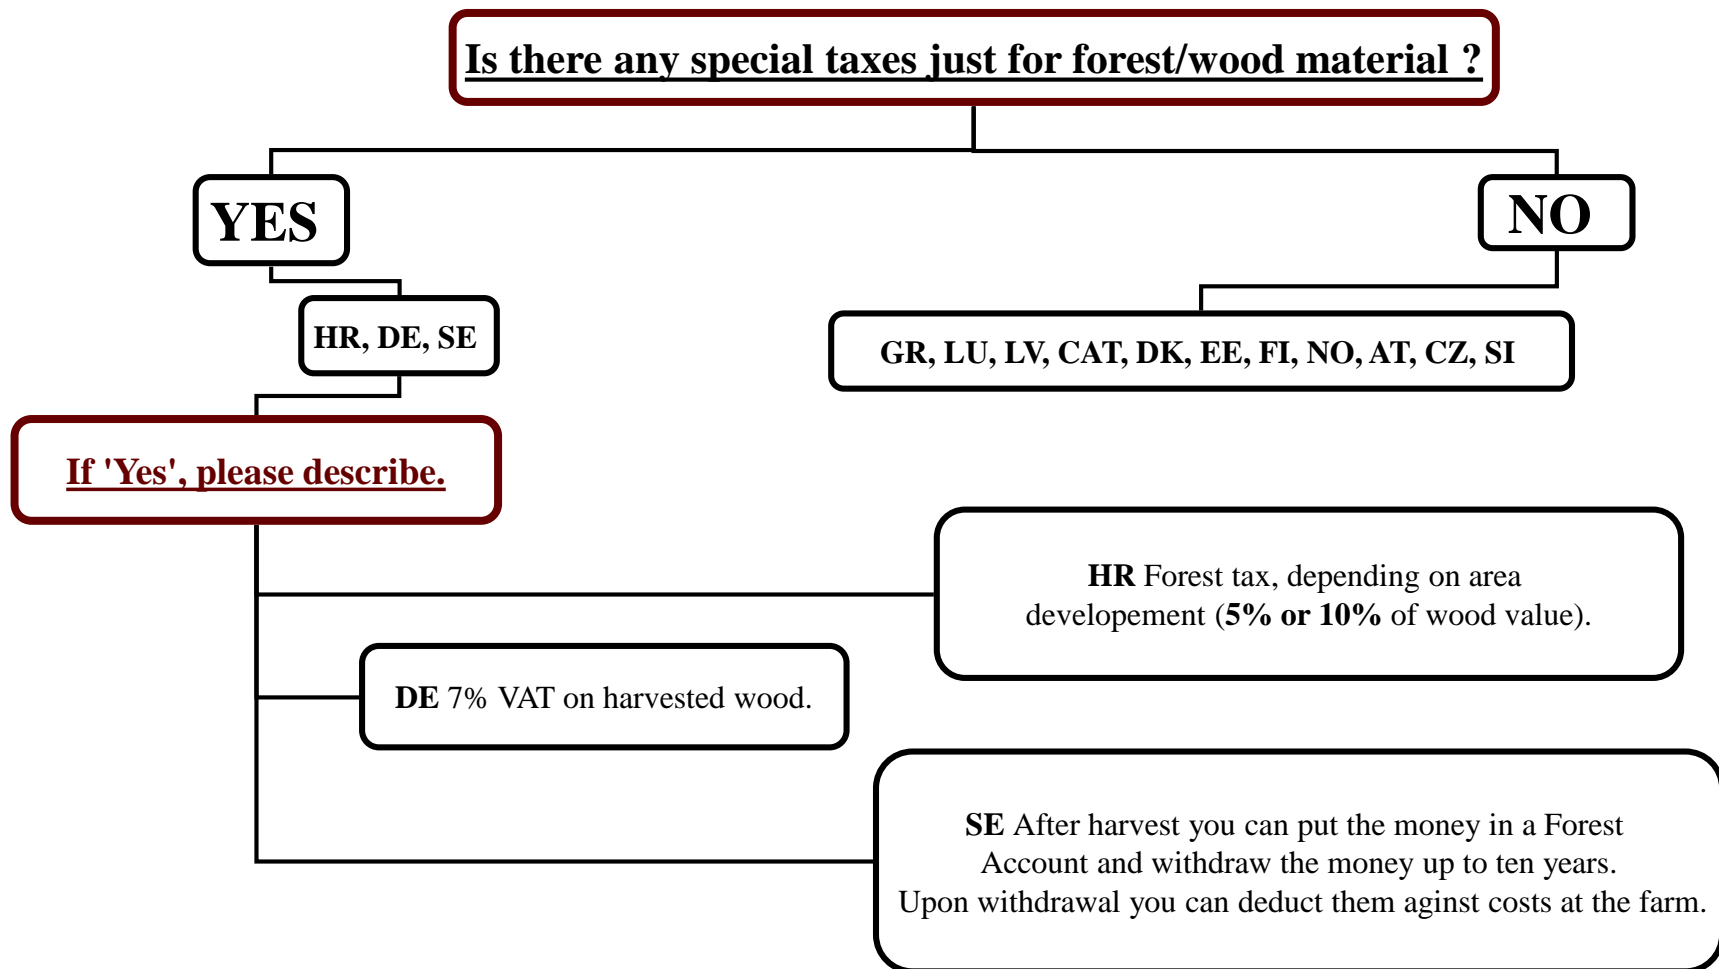 Is there any special taxes just for forest/wood material ?
YES
NO
HR, DE, SE
GR, LU, LV, CAT, DK, EE, FI, NO, AT, CZ, SI
If 'Yes', please describe.
HR Forest tax, depending on area
developement (5% or 10% of wood value).
DE 7% VAT on harvested wood.
SE After harvest you can put the money in a Forest
Account and withdraw the money up to ten years.
Upon withdrawal you can deduct them aginst costs at the farm.